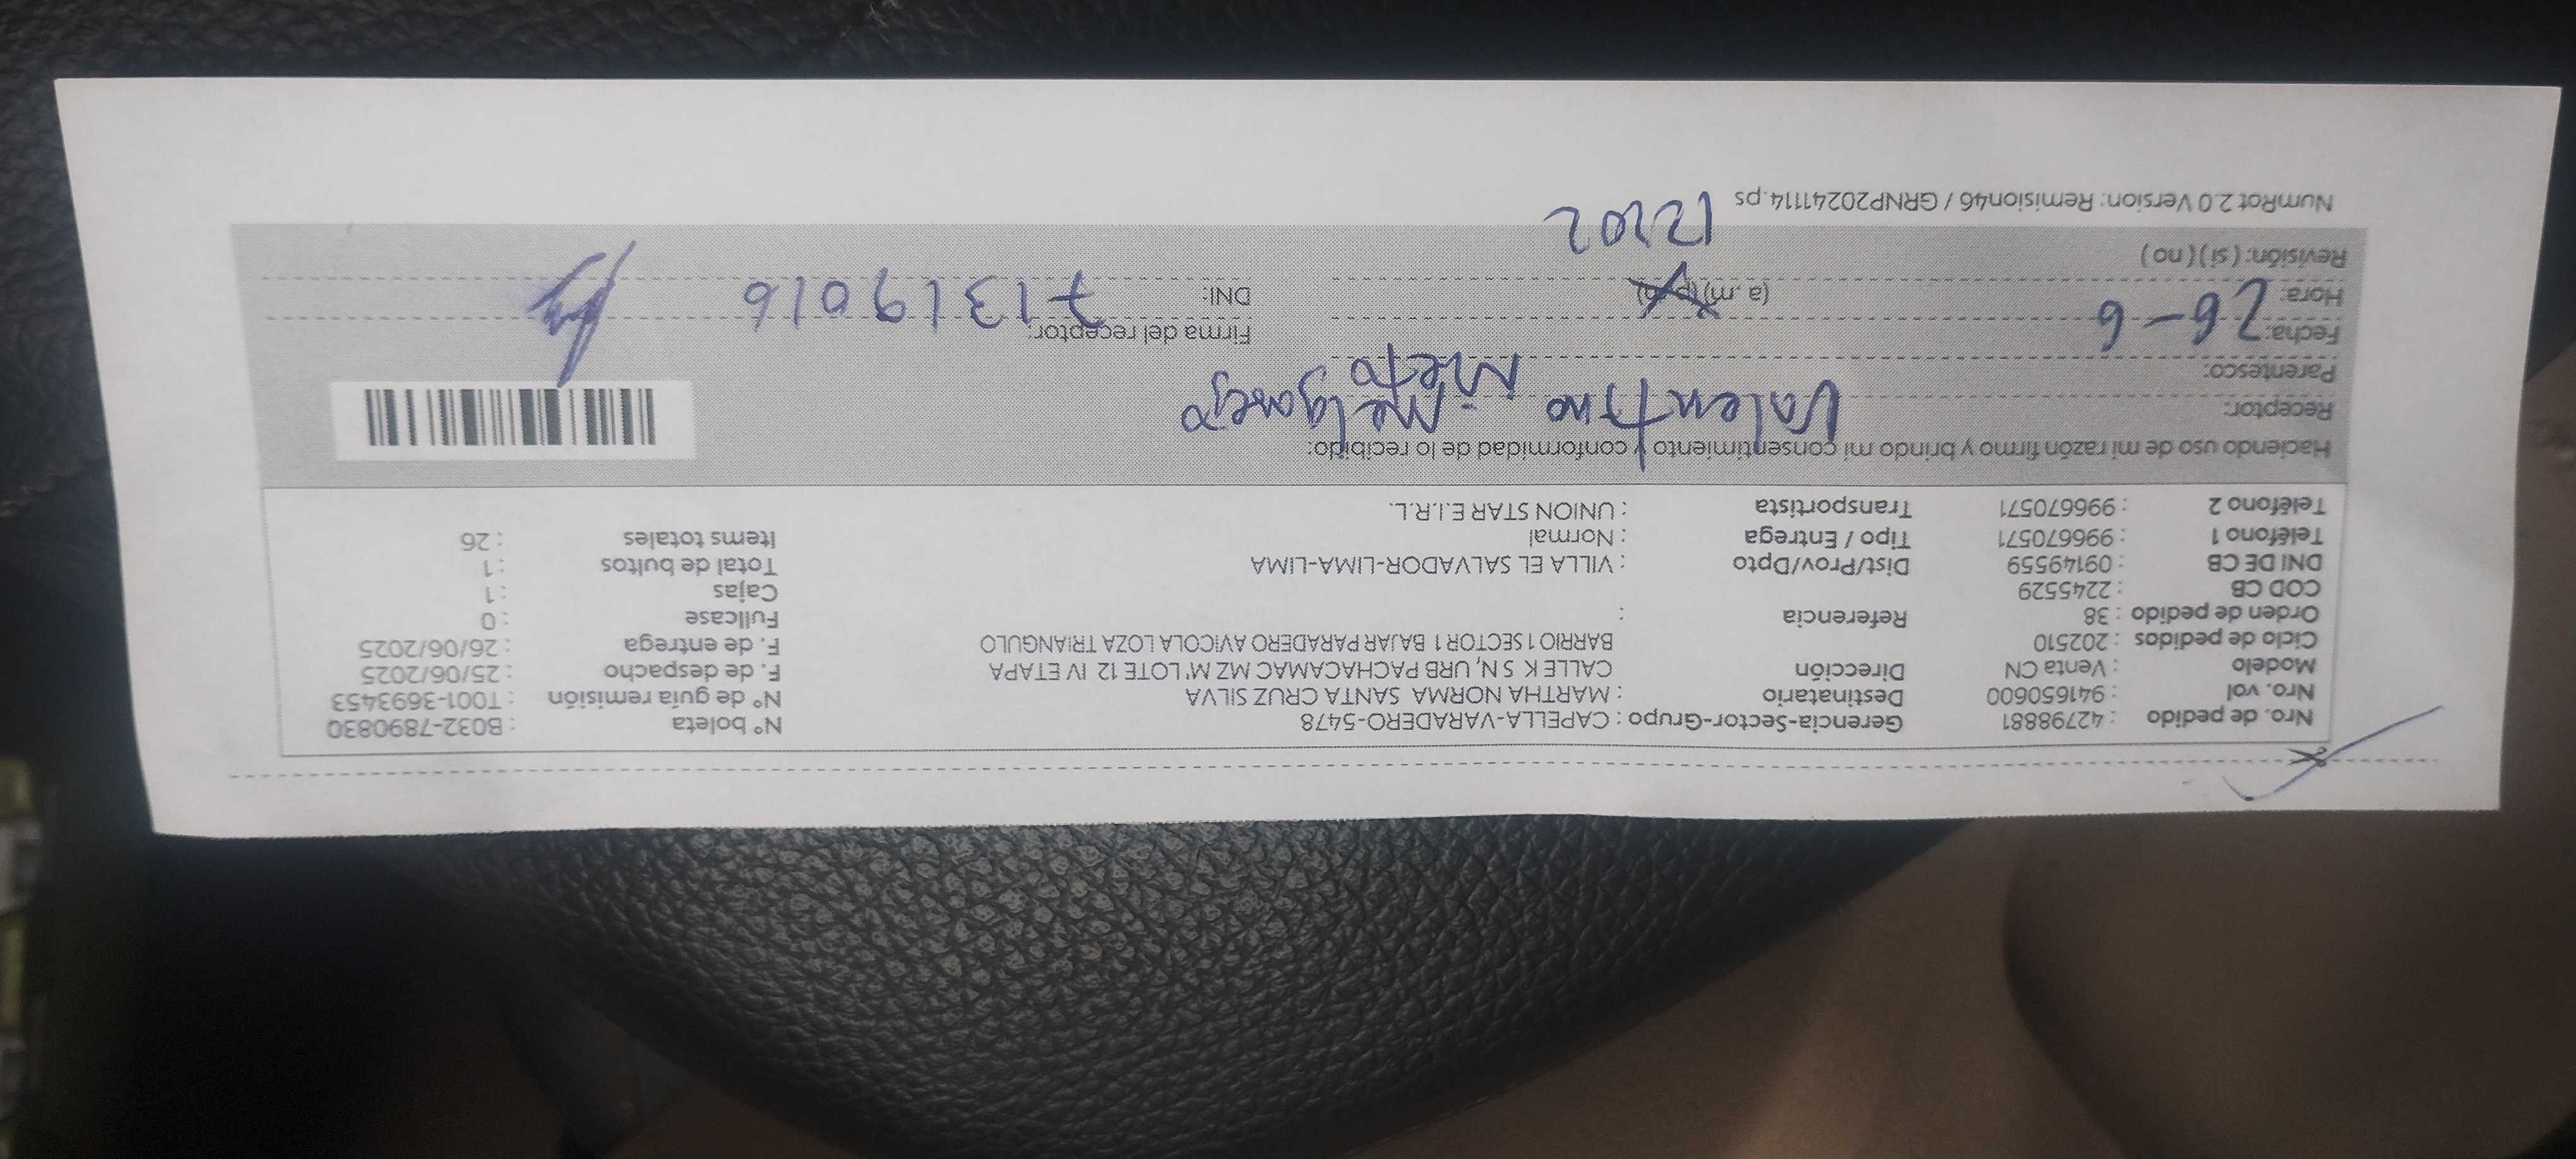 Nro. de pedido : 42798881 Gerencia-Sector-Grupo : CAPELLA-VARADERO-5478 N° boleta : B032-7890830
Nro. vol : 941650600 Destinatario : MARTHA NORMA SANTA CRUZ SILVA N° de guía remisión : T001-3693453
Modelo : Venta CN Dirección CALLE K S N, URB PACHACAMAC MZ M' LOTE 12 IV ETAPA F. de despacho : 25/06/2025
Ciclo de pedidos : 202510 BARRIO 1 SECTOR 1 BAJAR PARADERO AVICOLA LOZA TRIANGULO F. de entrega : 26/06/2025
Orden de pedido : 38 Referencia : Fullcase : 0
COD CB : 2245529 Cajas : 1
DNI DE CB : 09149559 Dist/Prov/Dpto : VILLA EL SALVADOR-LIMA-LIMA Total de bultos : 1
Teléfono 1 : 996670571 Tipo / Entrega : Normal Items totales : 26
Teléfono 2 : 996670571 Transportista : UNION STAR E.I.R.L.
Haciendo uso de mi razón firmo y brindo mi consentimiento y conformidad de lo recibido:
Receptor: Valentino Melgarejo
Parentesco: Nieto
Fecha: 26-6 Firma del receptor:
Hora: (a.m) (p.m) DNI: 71319016
Revisión: ( si ) ( no ) 12:02
NumRot 2.0 Version: Remision46 / GRNP20241114.ps